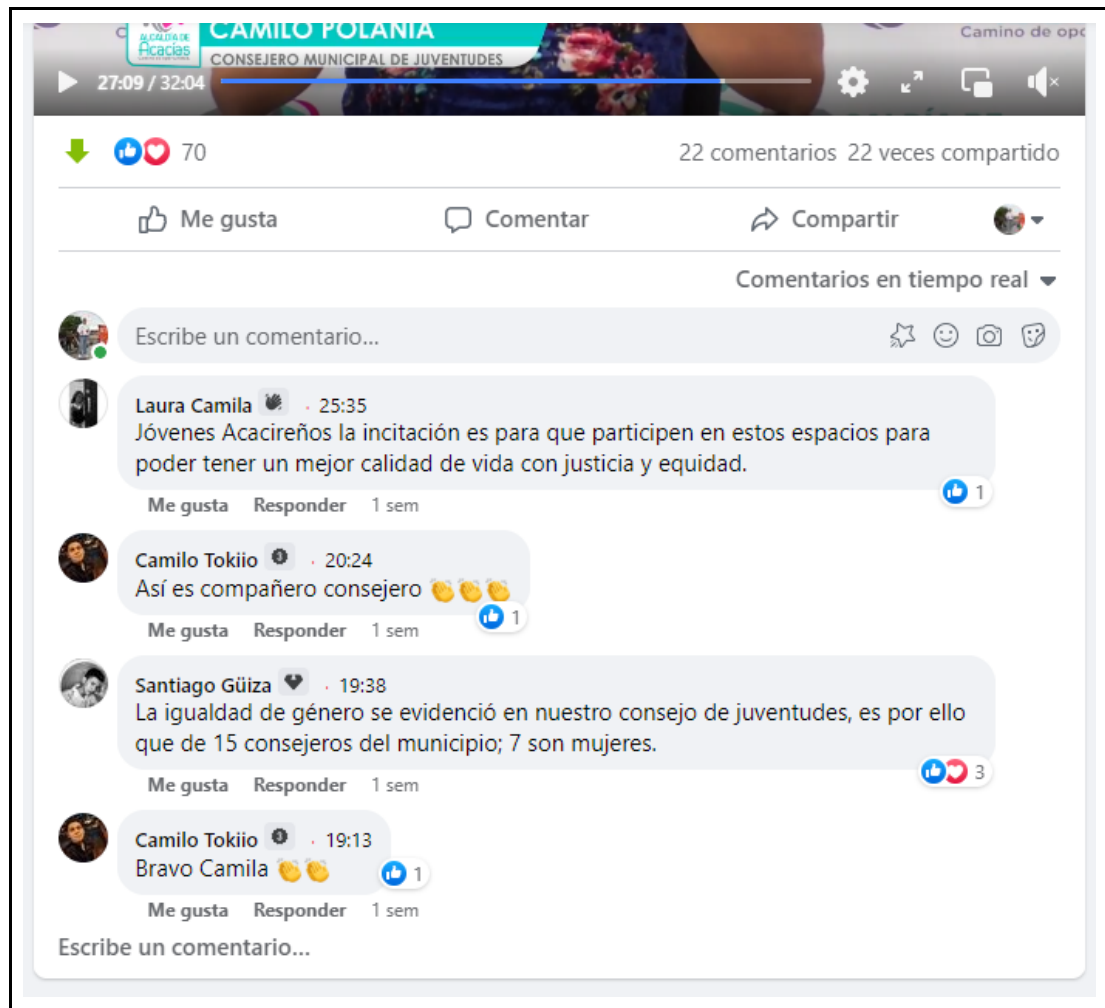 CAMILO POLANIA
Camino de opo
ALCALDÍA DE
Acacías
CONSEJERO MUNICIPAL DE JUVENTUDES
27:09 / 32:04
70
22 comentarios 22 veces compartido
Me gusta Comentar Compartir
Comentarios en tiempo real
Escribe un comentario...
Laura Camila · 25:35
Jóvenes Acacireños la incitación es para que participen en estos espacios para
poder tener un mejor calidad de vida con justicia y equidad.
1
Me gusta Responder 1 sem
Camilo Tokiio · 20:24
Así es compañero consejero
1
Me gusta Responder 1 sem
Santiago Güiza · 19:38
La igualdad de género se evidenció en nuestro consejo de juventudes, es por ello
que de 15 consejeros del municipio; 7 son mujeres.
3
Me gusta Responder 1 sem
Camilo Tokiio · 19:13
Bravo Camila
1
Me gusta Responder 1 sem
Escribe un comentario...